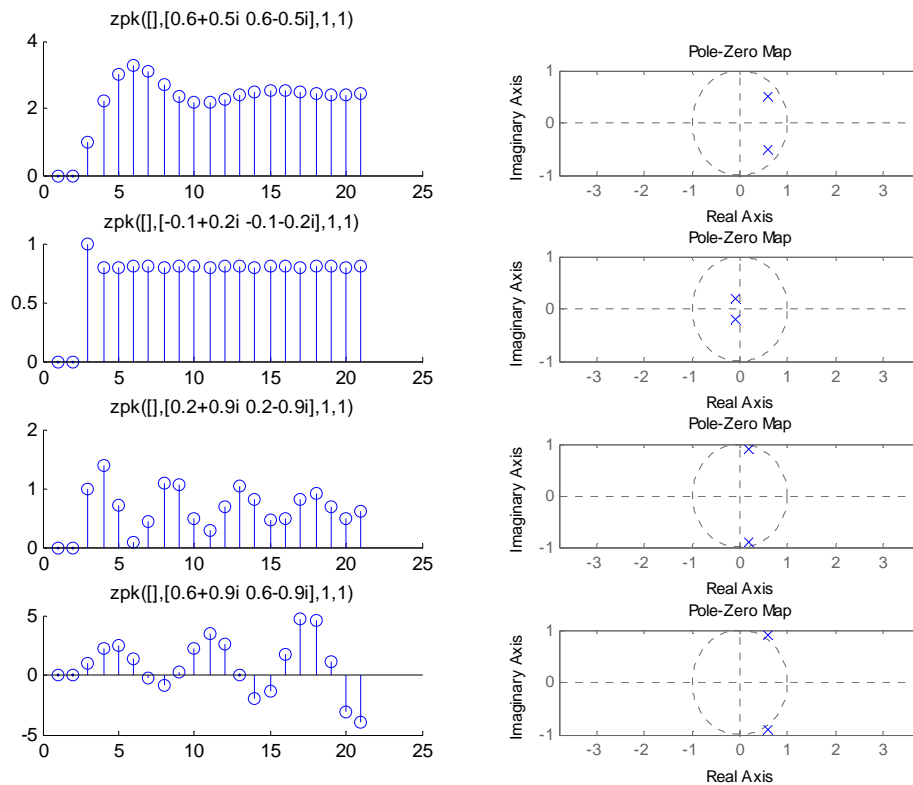 zpk([],[0.6+0.5i 0.6-0.5i],1,1)
4
2
0
0 5 10 15 20 25
Pole-Zero Map
Imaginary Axis
1
0
-1
-3 -2 -1 0 1 2 3
Real Axis
zpk([],[-0.1+0.2i -0.1-0.2i],1,1)
1
0.5
0
0 5 10 15 20 25
Pole-Zero Map
Imaginary Axis
1
0
-1
-3 -2 -1 0 1 2 3
Real Axis
zpk([],[0.2+0.9i 0.2-0.9i],1,1)
2
1
0
0 5 10 15 20 25
Pole-Zero Map
Imaginary Axis
1
0
-1
-3 -2 -1 0 1 2 3
Real Axis
zpk([],[0.6+0.9i 0.6-0.9i],1,1)
5
0
-5
0 5 10 15 20 25
Pole-Zero Map
Imaginary Axis
1
0
-1
-3 -2 -1 0 1 2 3
Real Axis